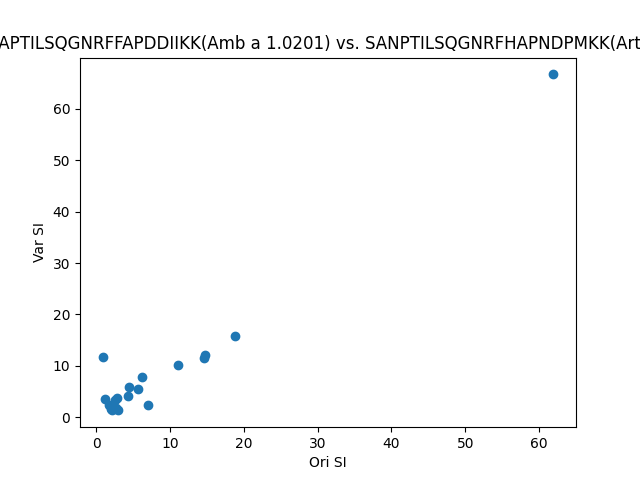 APTILSQGNRFFAPDDIIKK(Amb a 1.0201) vs. SANPTILSQGNRFHAPNDPMKK(Art
60
50
40
30
20
10
0
Var SI
0 10 20 30 40 50 60
Ori SI